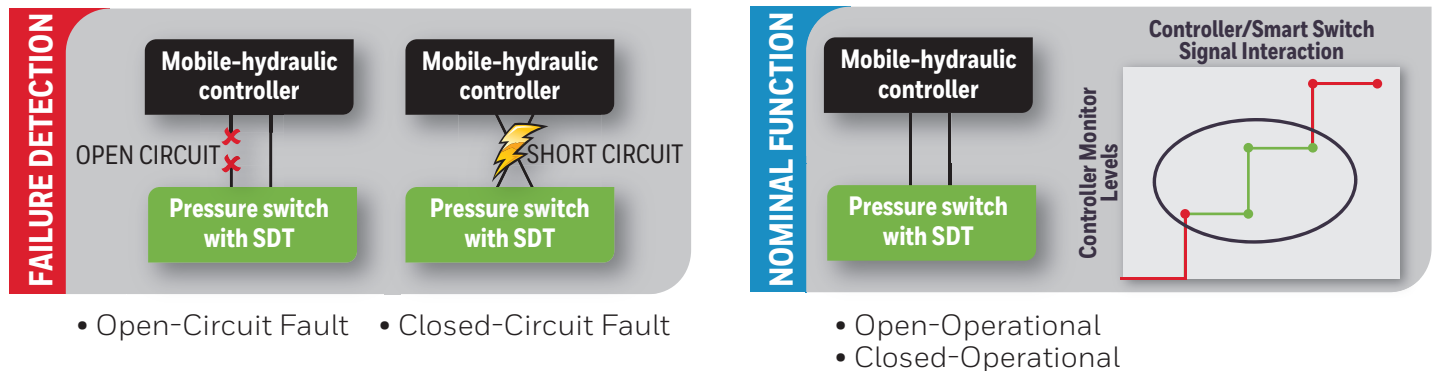 FAILURE DETECTION
Mobile-hydraulic
controller
OPEN CIRCUIT
Pressure switch
with SDT
Mobile-hydraulic
controller
SHORT CIRCUIT
Pressure switch
with SDT
• Open-Circuit Fault
• Closed-Circuit Fault
NOMINAL FUNCTION
Mobile-hydraulic
controller
Pressure switch
with SDT
Controller/Smart Switch
Signal Interaction
Controller Monitor
Levels
• Open-Operational
• Closed-Operational